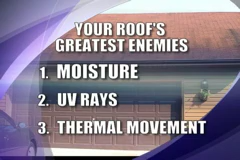 YOUR ROOF'S
GREATEST ENEMIES
1. MOISTURE
2. UV RAYS
3. THERMAL MOVEMENT